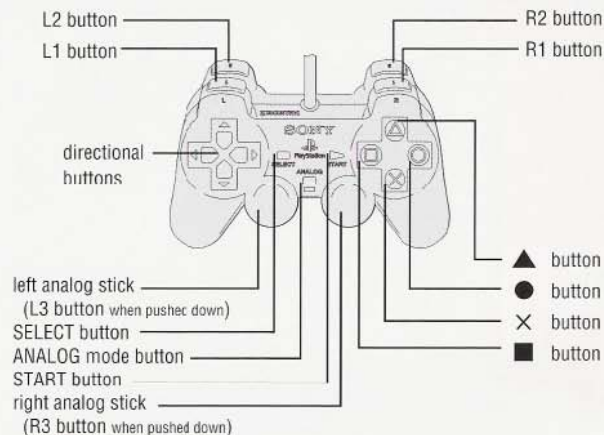 L2 button
L1 button
R2 button
R1 button
L
R
SONY
PlayStation
SELECT
START
ANALOG
directional
buttons
left analog stick
(L3 button when pushed down)
SELECT button
ANALOG mode button
START button
right analog stick
(R3 button when pushed down)
▲ button
● button
✕ button
■ button